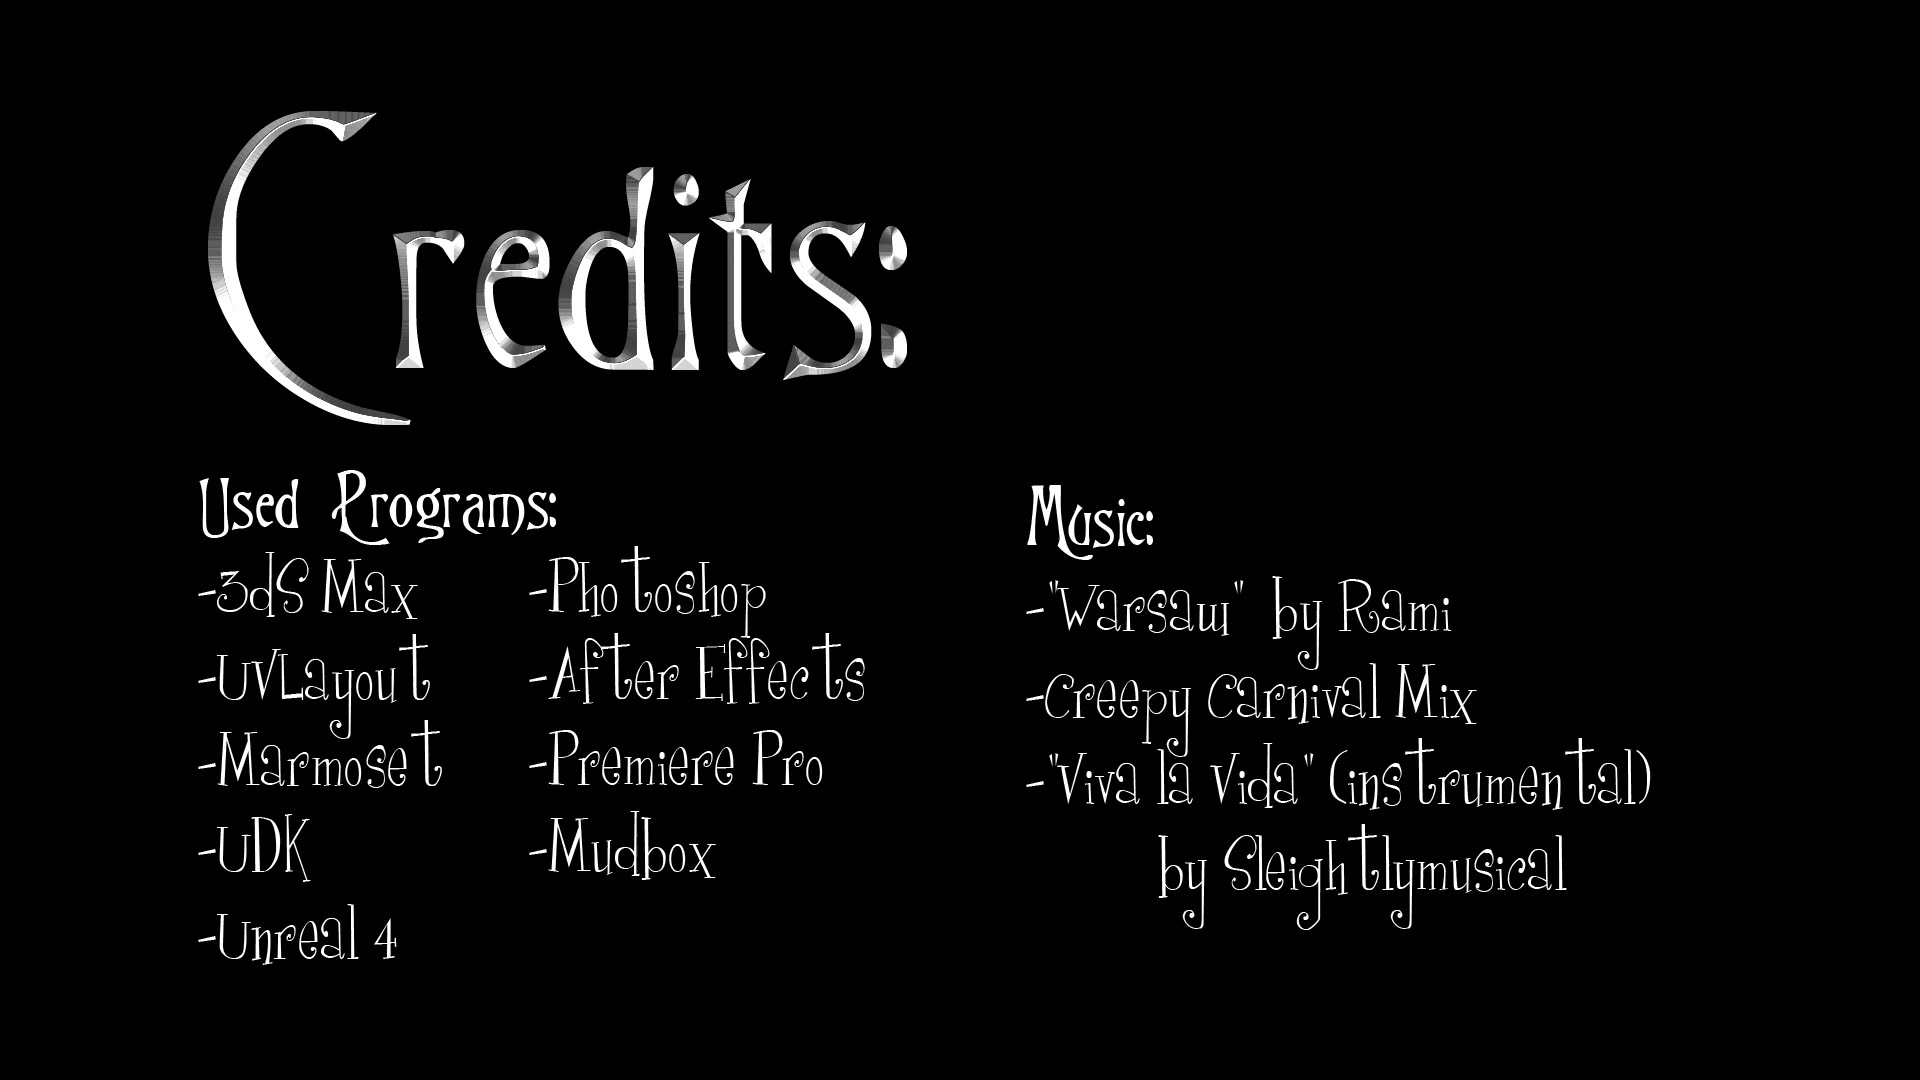 Credits:
Used Programs:
-3dS Max
-UVLayout
-Marmoset
-UDK
-Unreal 4
-Photoshop
-After Effects
-Premiere Pro
-Mudbox
Music:
-"Warsaw" by Rami
-Creepy Carnival Mix
-"Viva la Vida" (instrumental)
by Sleightlymusical